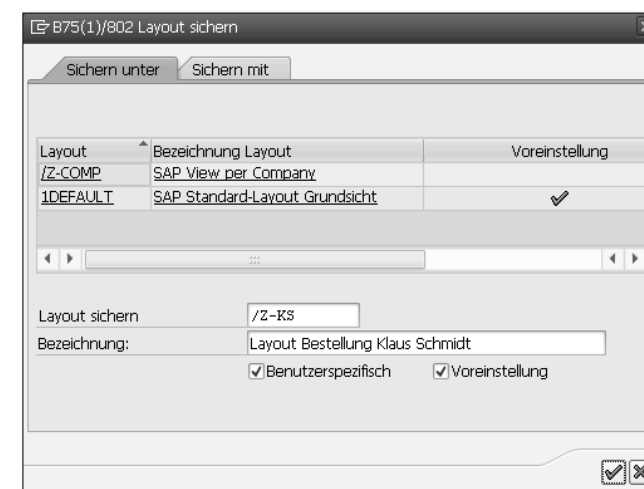 B75(1)/802 Layout sichern
Sichern unter Sichern mit
Layout Bezeichnung Layout Voreinstellung
/Z-COMP SAP View per Company
1DEFAULT SAP Standard-Layout Grundsicht
Layout sichern /Z-KS
Bezeichnung: Layout Bestellung Klaus Schmidt
Benutzerspezifisch Voreinstellung